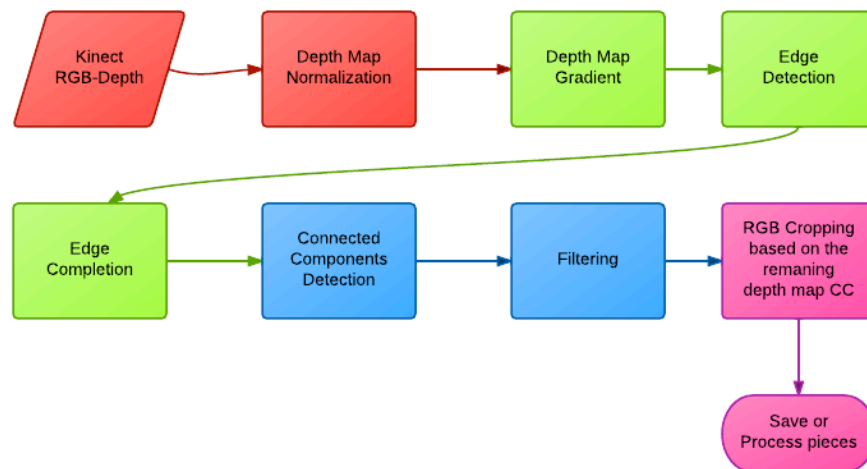 Kinect
RGB-Depth
Depth Map
Normalization
Depth Map
Gradient
Edge
Detection
Edge
Completion
Connected
Components
Detection
Filtering
RGB Cropping
based on the
remaning
depth map CC
Save or
Process pieces